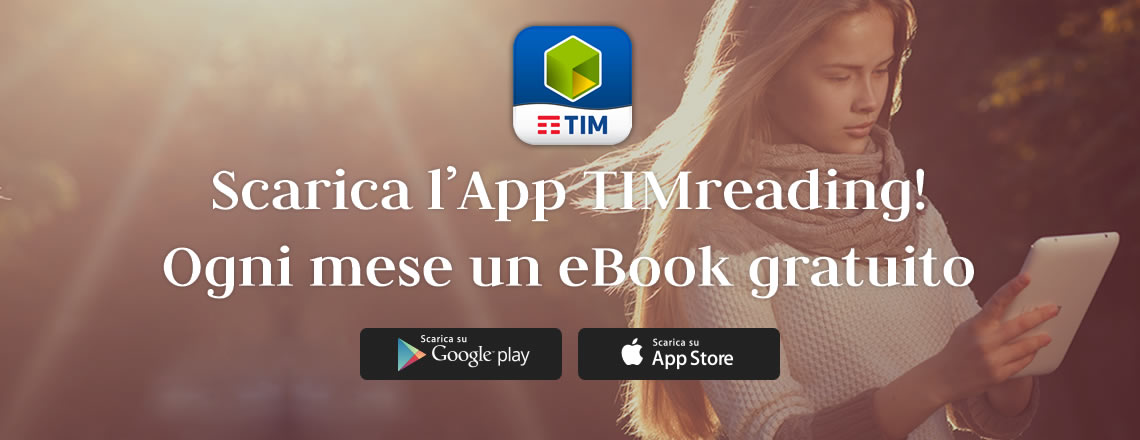 TIM
Scarica l’App TIMreading!
Ogni mese un eBook gratuito
Scarica su
Google play
Scarica su
App Store